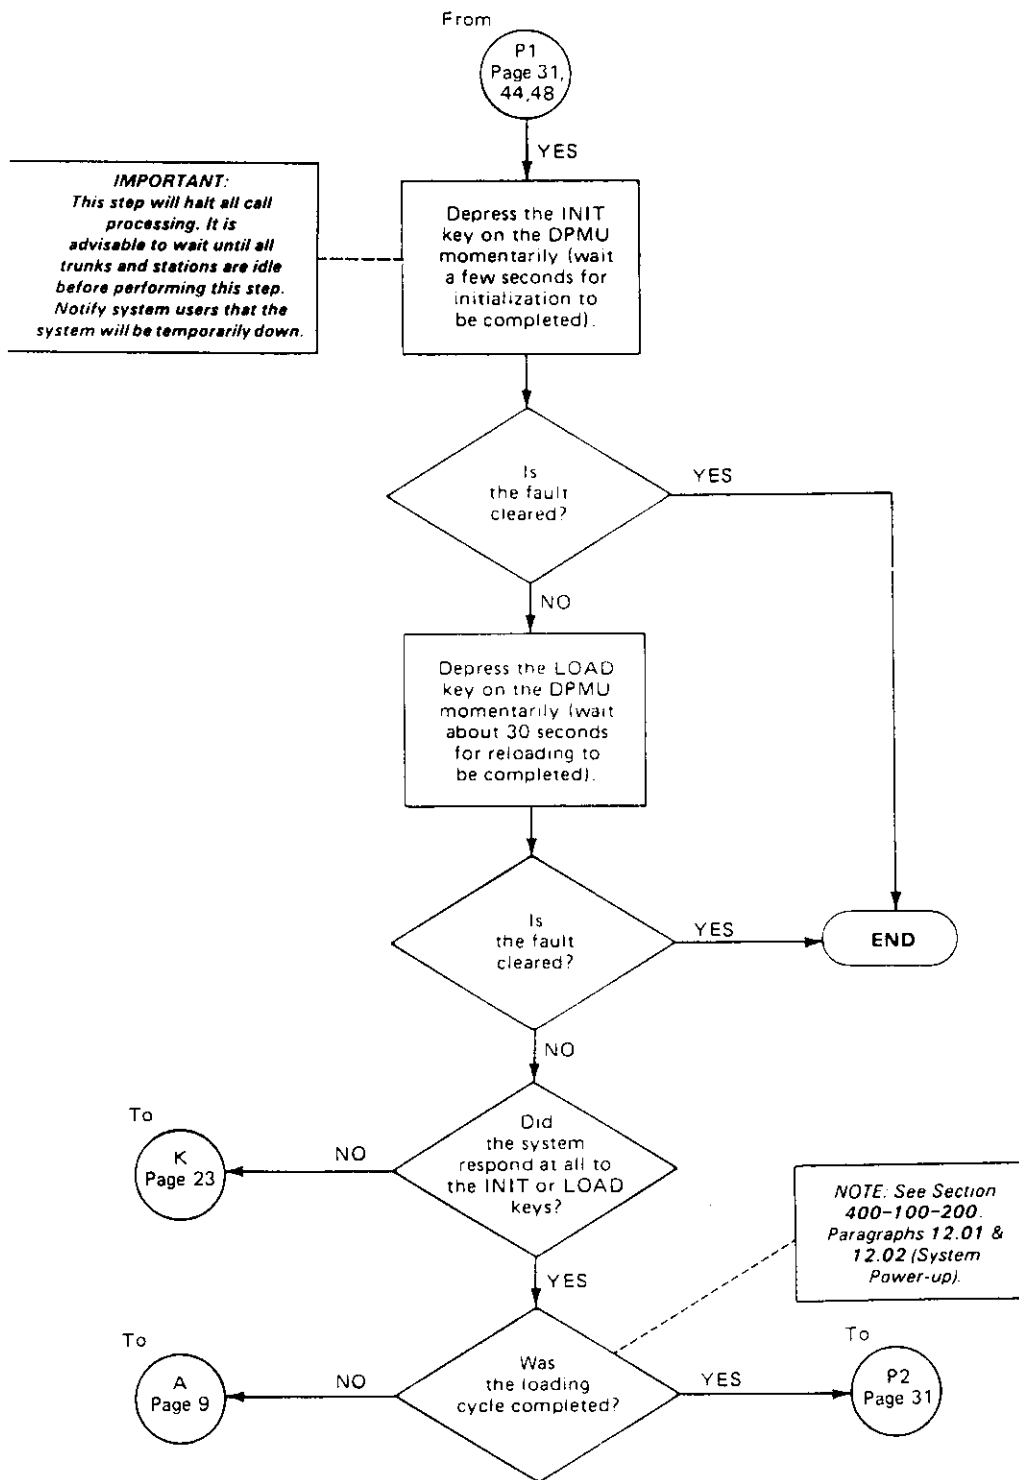 From
P1
Page 31,
44,48
YES
IMPORTANT:
This step will halt all call
processing. It is
advisable to wait until all
trunks and stations are idle
before performing this step.
Notify system users that the
system will be temporarily down.
Depress the INIT
key on the DPMU
momentarily (wait
a few seconds for
initialization to
be completed).
Is
the fault
cleared?
YES
NO
Depress the LOAD
key on the DPMU
momentarily (wait
about 30 seconds
for reloading to
be completed).
Is
the fault
cleared?
YES
END
NO
Did
the system
respond at all to
the INIT or LOAD
keys?
NO
To
K
Page 23
YES
NOTE: See Section
400-100-200.
Paragraphs 12.01 &
12.02 (System
Power-up).
Was
the loading
cycle completed?
NO
To
A
Page 9
YES
To
P2
Page 31